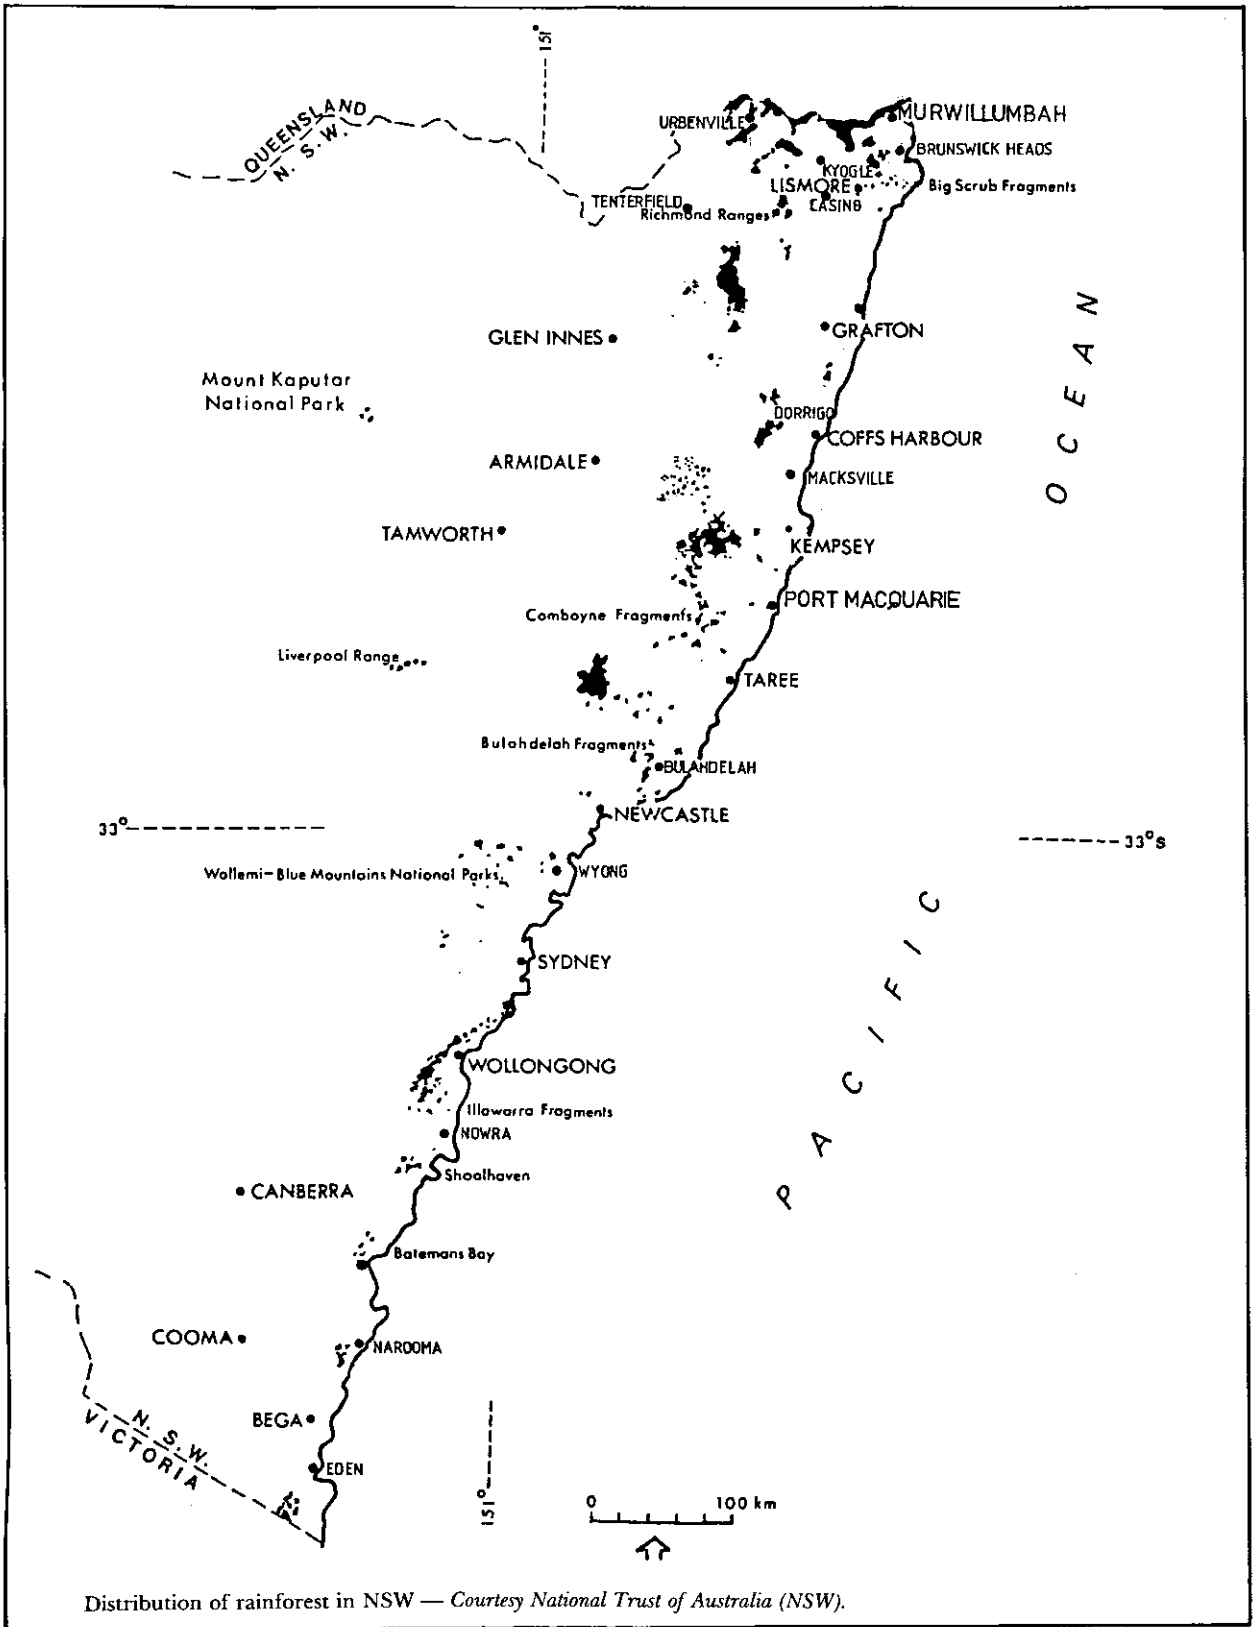 151°
QUEENSLAND
N. S. W.
URBENVILLE
MURWILLUMBAH
BRUNSWICK HEADS
KYOGLE
LISMORE
Big Scrub Fragments
TENTERFIELD
CASINO
Richmond Ranges
GLEN INNES
GRAFTON
Mount Kaputar
National Park
DORRIGO
COFFS HARBOUR
ARMIDALE
MACKSVILLE
TAMWORTH
KEMPSEY
PORT MACQUARIE
Comboyne Fragments
Liverpool Range
TAREE
Bulahdelah Fragments
BULAHDELAH
NEWCASTLE
33°
33°S
Wollemi-Blue Mountains National Parks
WYONG
SYDNEY
WOLLONGONG
Illawarra Fragments
NOWRA
Shoalhaven
CANBERRA
Batemans Bay
COOMA
NAROOMA
BEGA
N. S. W.
VICTORIA
EDEN
151°
PACIFIC OCEAN
0 100 km
Distribution of rainforest in NSW — Courtesy National Trust of Australia (NSW).